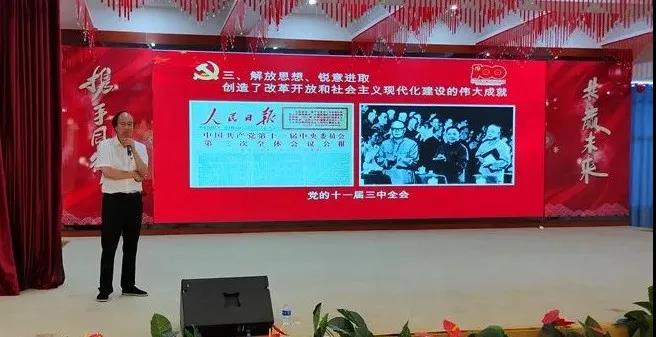 三、解放思想、锐意进取
创造了改革开放和社会主义现代化建设的伟大成就
100
人民日报
中国共产党第十一届中央委员会
第三次全体会议公报
党的十一届三中全会
携手同
共赢未来